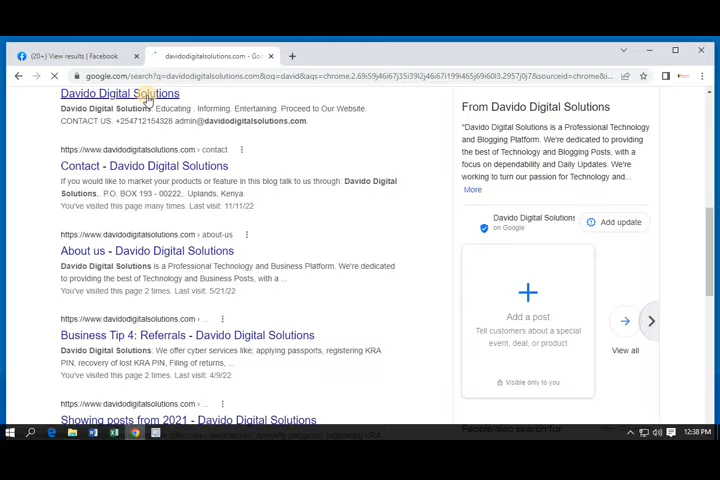 (20+) View results | Facebook
davidodigitalsolutions.com - Goo
google.com/search?q=davidodigitalsolutions.com&oq=david&aqs=chrome.2.69i59j46i67j35i39l2j46i67i199i465j69i60l3.2957j0j7&sourceid=chrome&i...
Davido Digital Solutions
Davido Digital Solutions. Educating . Informing. Entertaining. Proceed to Our Website.
CONTACT US. +254712154328 admin@davidodigitalsolutions.com.
https://www.davidodigitalsolutions.com › contact
Contact - Davido Digital Solutions
If you would like to market your products or feature in this blog talk to us through: Davido Digital
Solutions,. P.O. BOX 193 - 00222,. Uplands, Kenya.
You've visited this page many times. Last visit: 11/11/22
https://www.davidodigitalsolutions.com › about-us
About us - Davido Digital Solutions
Davido Digital Solutions is a Professional Technology and Business Platform. We're dedicated
to providing the best of Technology and Business Posts, with a ...
You've visited this page 2 times. Last visit: 5/21/22
https://www.davidodigitalsolutions.com › ...
Business Tip 4: Referrals - Davido Digital Solutions
Davido Digital Solutions: We offer cyber services like; applying passports, registering KRA
PIN, recovery of lost KRA PIN, Filing of returns, ...
You've visited this page 2 times. Last visit: 4/9/22
https://www.davidodigitalsolutions.com › ...
Showing posts from 2021 - Davido Digital Solutions
From Davido Digital Solutions
"Davido Digital Solutions is a Professional Technology
and Blogging Platform. We're dedicated to providing
the best of Technology and Blogging Posts, with a
focus on dependability and Daily Updates. We're
working to turn our passion for Technology and...
More
Davido Digital Solutions
on Google
Add update
Add a post
Tell customers about a special
event, deal, or product
Visible only to you
View all
People also search for
12:38 PM